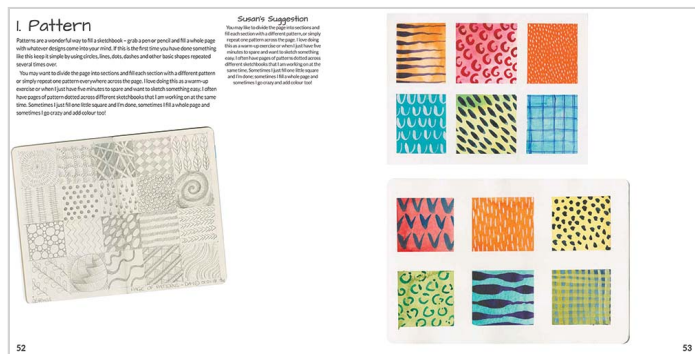 1. Pattern
Patterns are a wonderful way to fill a sketchbook – grab a pen or pencil and fill a whole page
with whatever designs come into your mind. If this is the first time you have done something
like this keep it simple by using circles, lines, dots, dashes and other basic shapes repeated
several times over.
You may want to divide the page into sections and fill each section with a different pattern
or simply repeat one pattern everywhere across the page. I love doing this as a warm-up
exercise or when I just have five minutes to spare and want to sketch something easy. I often
have pages of pattern dotted across different sketchbooks that I am working on at the same
time. Sometimes I just fill one little square and I'm done, sometimes I fill a whole page and
sometimes I go crazy and add colour too!
Susan's Suggestion
You may like to divide the page into sections and
fill each section with a different pattern, or simply
repeat one pattern across the page. I love doing
this as a warm-up exercise or when I just have five
minutes to spare and want to sketch something
easy. I often have pages of pattern dotted across
different sketchbooks that I am working on at the
same time. Sometimes I just fill one little square
and I'm done; sometimes I fill a whole page and
sometimes I go crazy and add colour too!
52
53